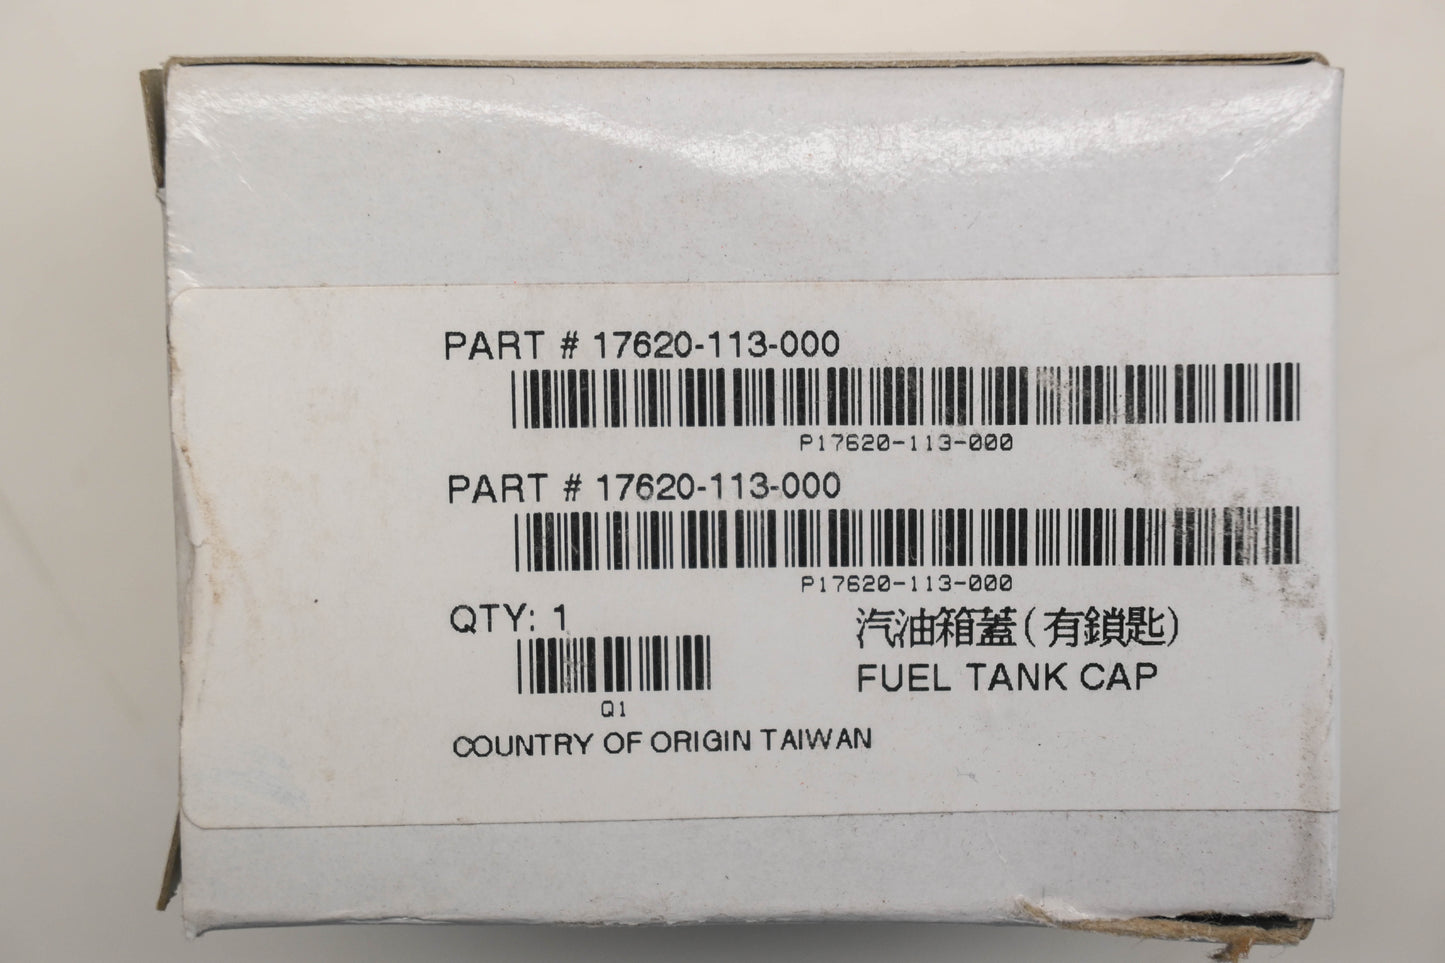 PART # 17620-113-000
P17620-113-000
PART # 17620-113-000
P17620-113-000
QTY: 1
Q1
汽油箱蓋(有鎖匙)
FUEL TANK CAP
COUNTRY OF ORIGIN TAIWAN